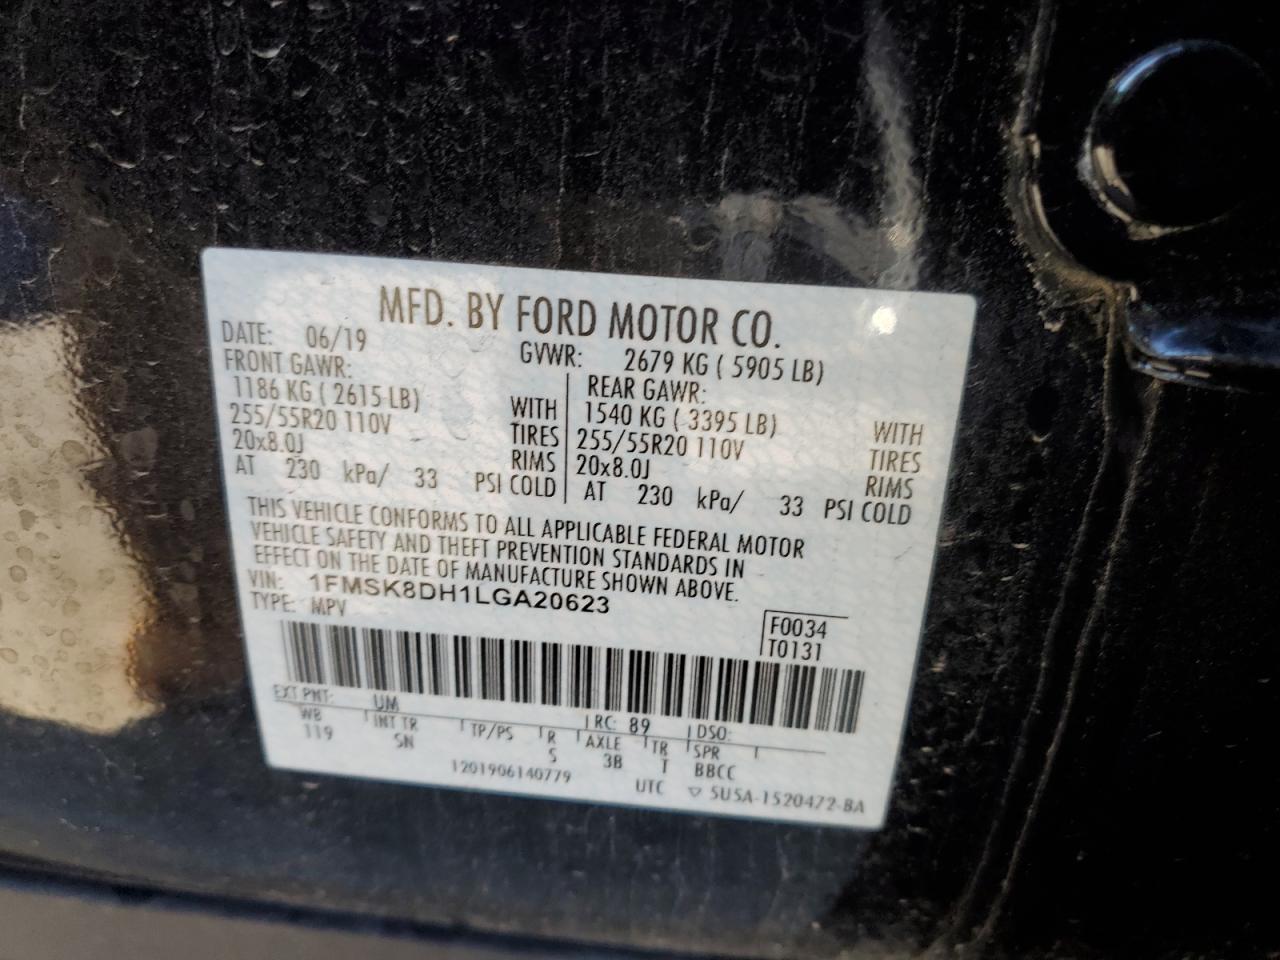 MFD. BY FORD MOTOR CO.
DATE: 06/19 GVWR: 2679 KG ( 5905 LB)
FRONT GAWR: REAR GAWR:
1186 KG ( 2615 LB) WITH 1540 KG ( 3395 LB) WITH
255/55R20 110V TIRES 255/55R20 110V TIRES
20x8.0J RIMS 20x8.0J RIMS
AT 230 kPa/ 33 PSI COLD AT 230 kPa/ 33 PSI COLD
THIS VEHICLE CONFORMS TO ALL APPLICABLE FEDERAL MOTOR
VEHICLE SAFETY AND THEFT PREVENTION STANDARDS IN
EFFECT ON THE DATE OF MANUFACTURE SHOWN ABOVE.
VIN: 1FMSK8DH1LGA20623
TYPE: MPV
F0034
T0131
EXT PNT: UM RC: 89 DSO:
WB INT TR TP/PS R AXLE TR SPR
119 SN S 3B T BBCC
1201906140779 UTC ▽ 5U5A-1520472-BA